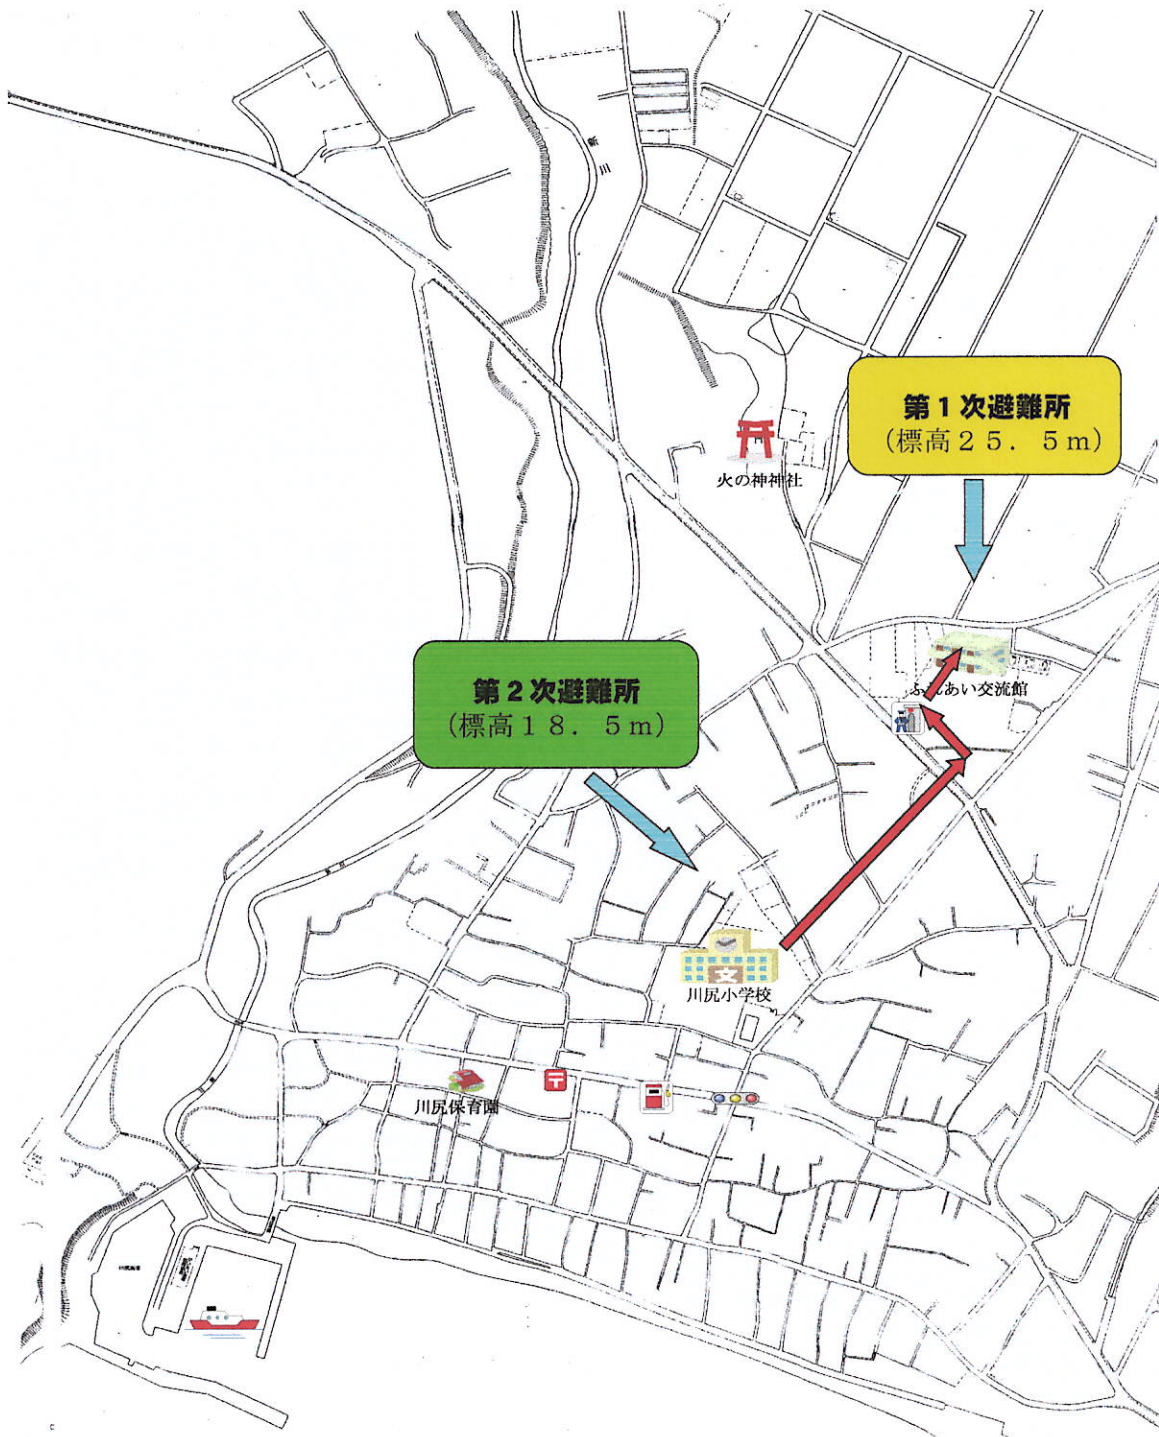 第1次避難所
(標高25．5m)
火の神神社
ふれあい交流館
第2次避難所
(標高18．5m)
文
川尻小学校
〒
川尻保育園